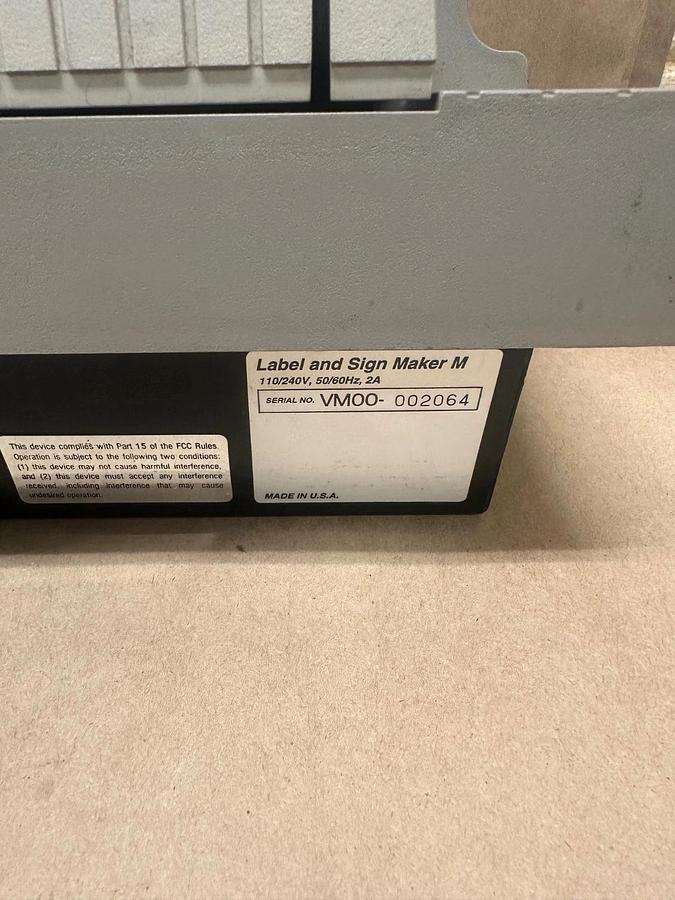 Label and Sign Maker M
110/240V, 50/60Hz, 2A
SERIAL NO. VM00- 002064
MADE IN U.S.A.
This device complies with Part 15 of the FCC Rules.
Operation is subject to the following two conditions:
(1) this device may not cause harmful interference,
and (2) this device must accept any interference
received, including interference that may cause
undesired operation.